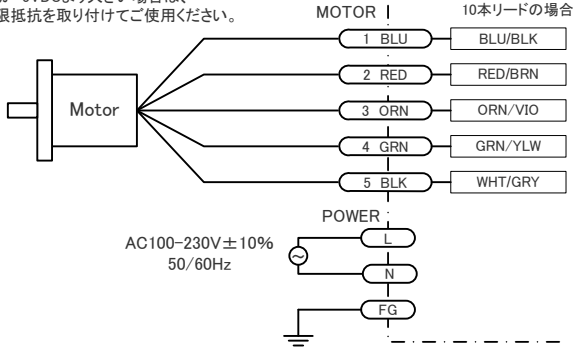 限抵抗を取り付けてご使用ください。
MOTOR
10本リードの場合
1 BLU
BLU/BLK
2 RED
RED/BRN
Motor
3 ORN
ORN/VIO
4 GRN
GRN/YLW
5 BLK
WHT/GRY
POWER
AC100-230V±10%
50/60Hz
L
N
FG